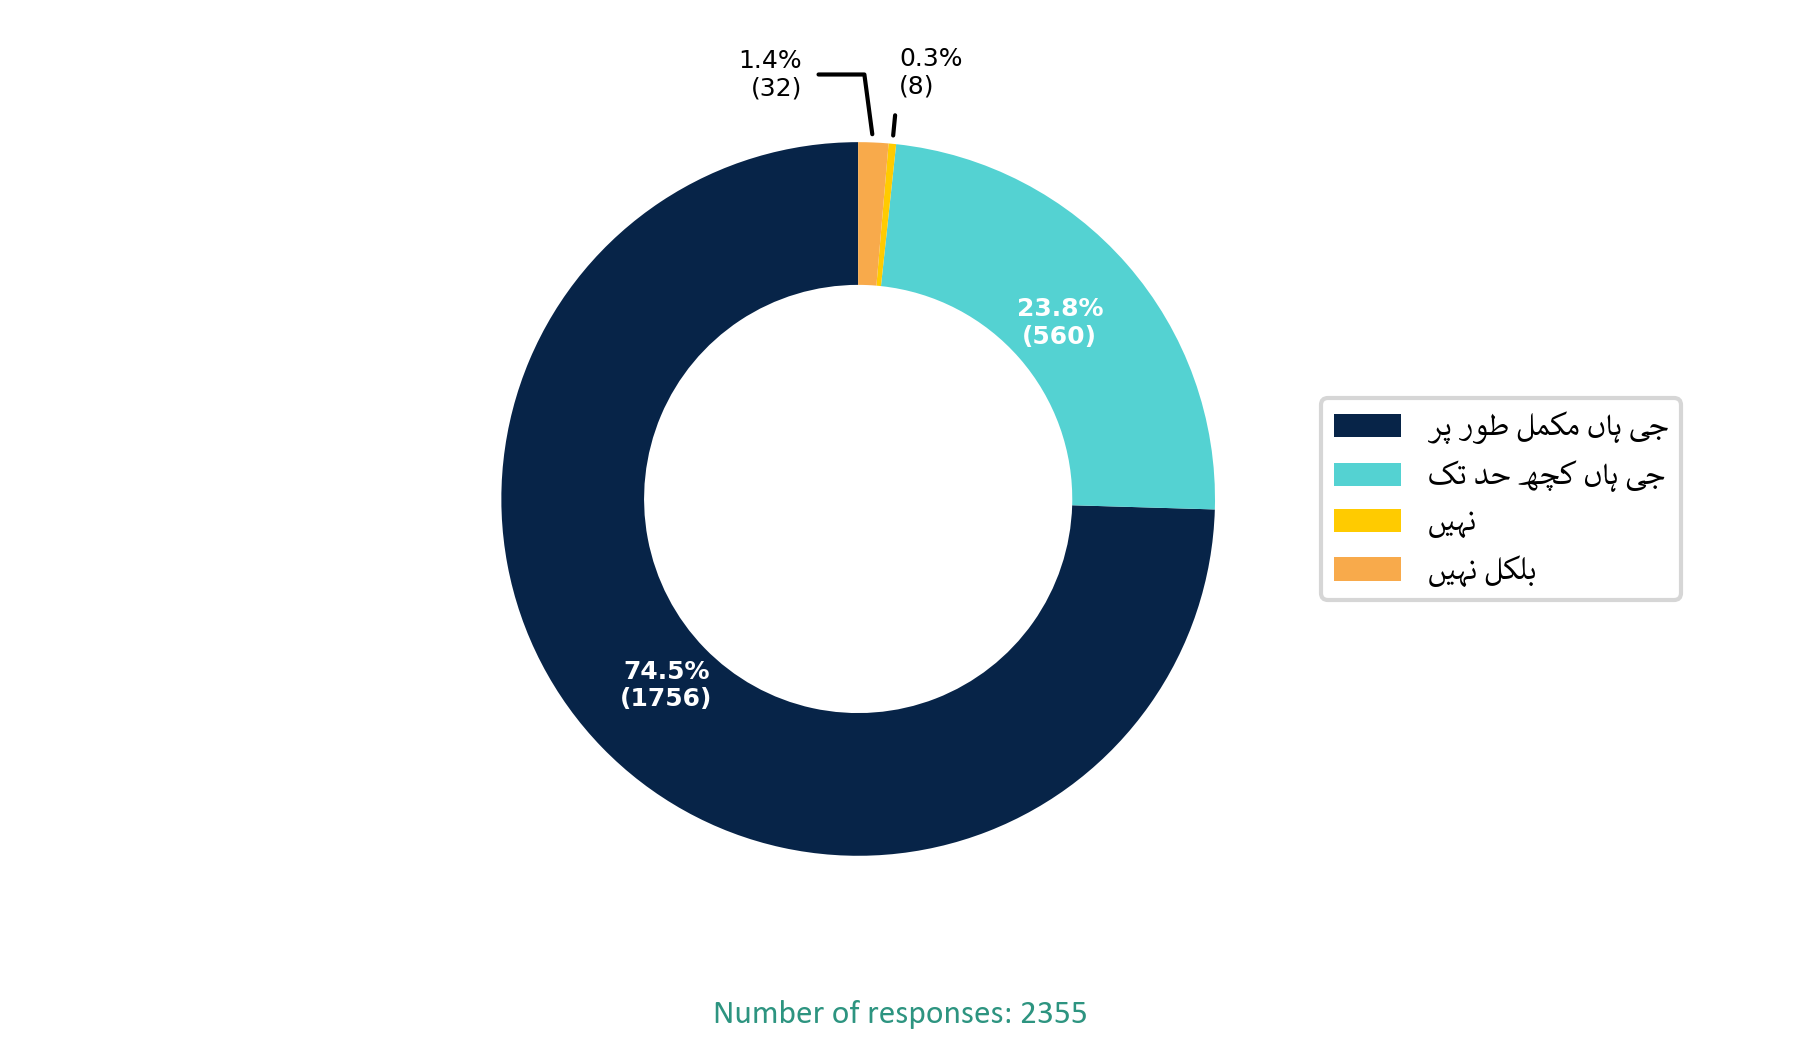 1.4%
(32)
0.3%
(8)
23.8%
(560)
74.5%
(1756)
جی ہاں مکمل طور پر
جی ہاں کچھ حد تک
نہیں
بلکل نہیں
Number of responses: 2355